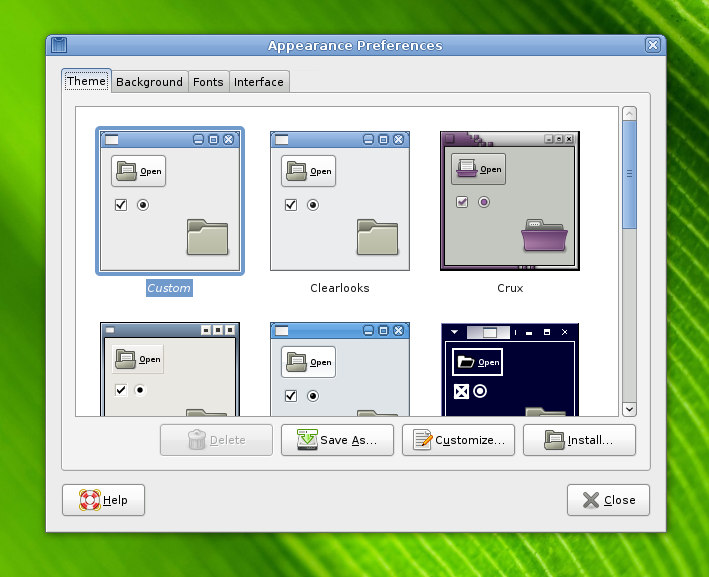 Appearance Preferences
Theme Background Fonts Interface
Open Open Open
Custom Clearlooks Crux
Open Open Open
Delete Save As... Customize... Install...
Help Close